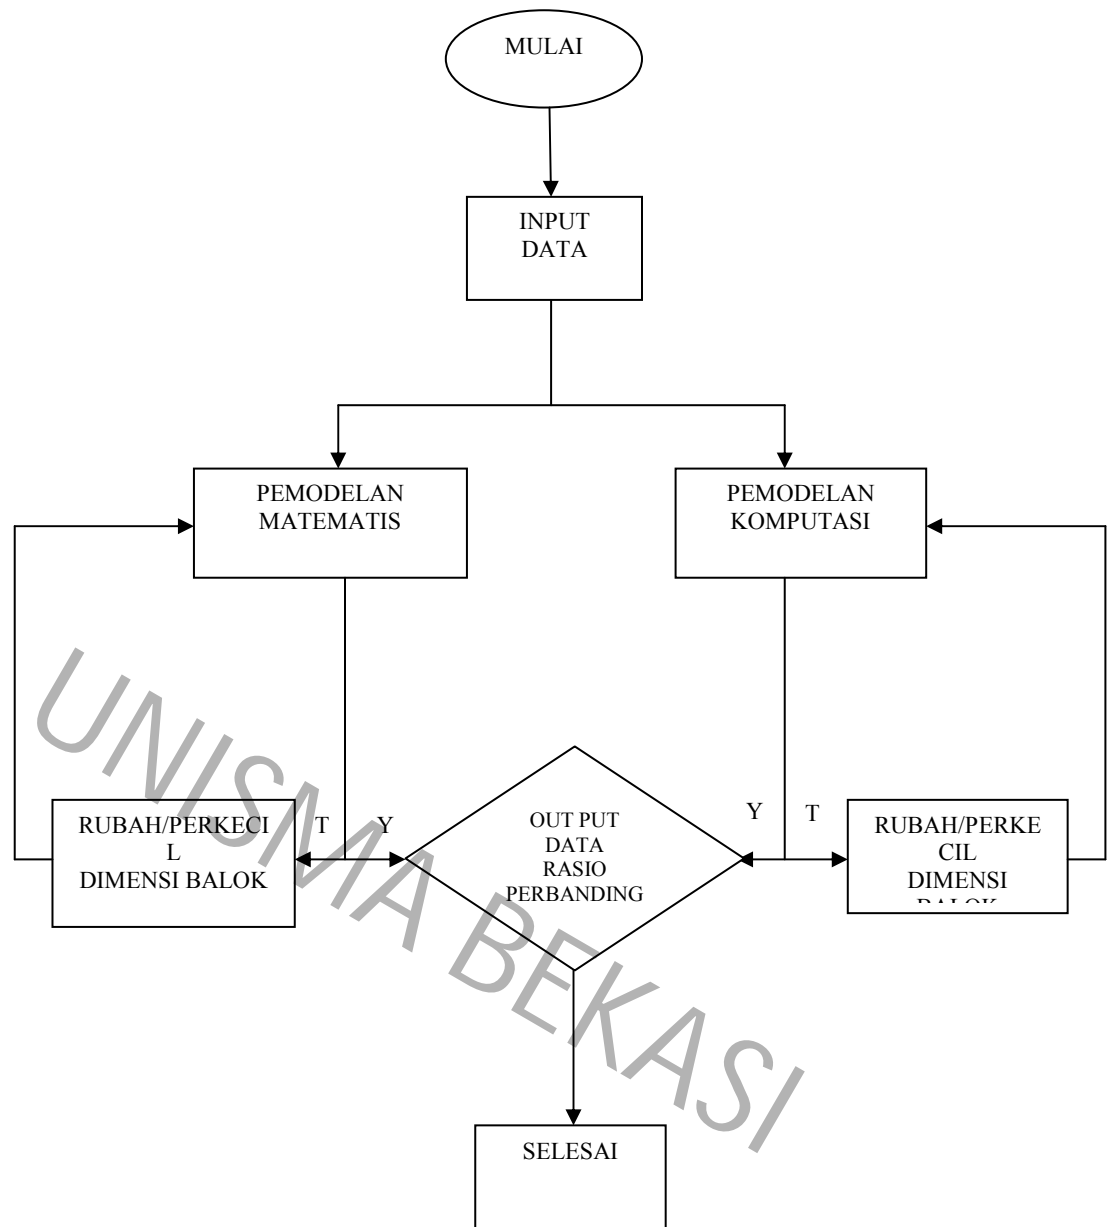 MULAI
INPUT
DATA
PEMODELAN
MATEMATIS
PEMODELAN
KOMPUTASI
RUBAH/PERKECI
L
DIMENSI BALOK
T
Y
OUT PUT
DATA
RASIO
PERBANDING
Y
T
RUBAH/PERKE
CIL
DIMENSI
BALOK
SELESAI
UNISMA BEKASI